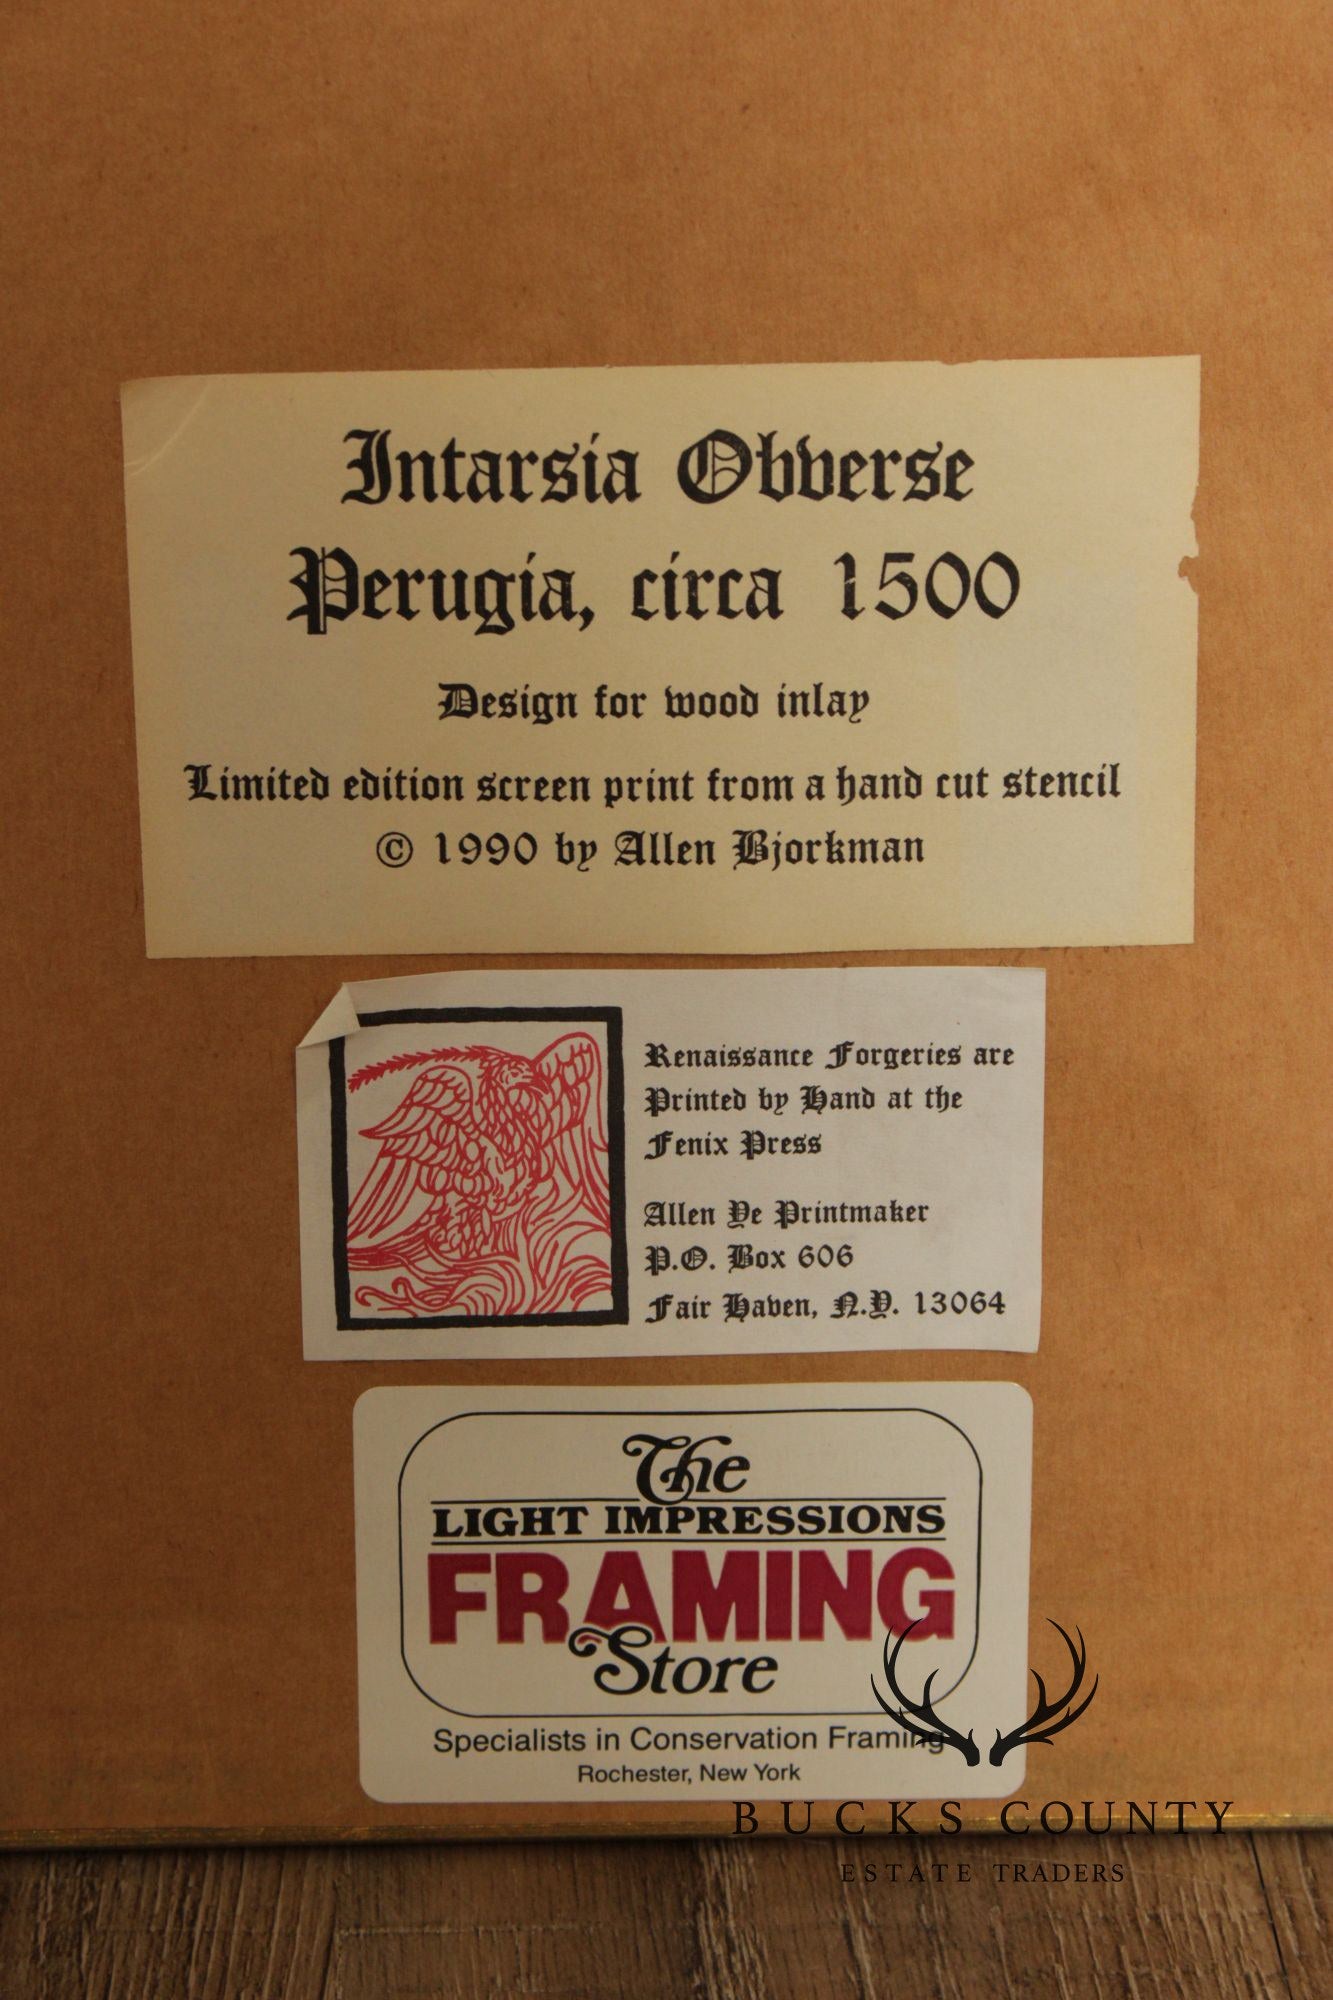 Intarsia Obverse
Perugia, circa 1500
Design for wood inlay
Limited edition screen print from a hand cut stencil
© 1990 by Allen Bjorkman
Renaissance Forgeries are
Printed by Hand at the
Fenix Press
Allen Ye Printmaker
P.O. Box 606
Fair Haven, N.Y. 13064
The
LIGHT IMPRESSIONS
FRAMING
Store
Specialists in Conservation Framing
Rochester, New York
BUCKS COUNTY
ESTATE TRADERS